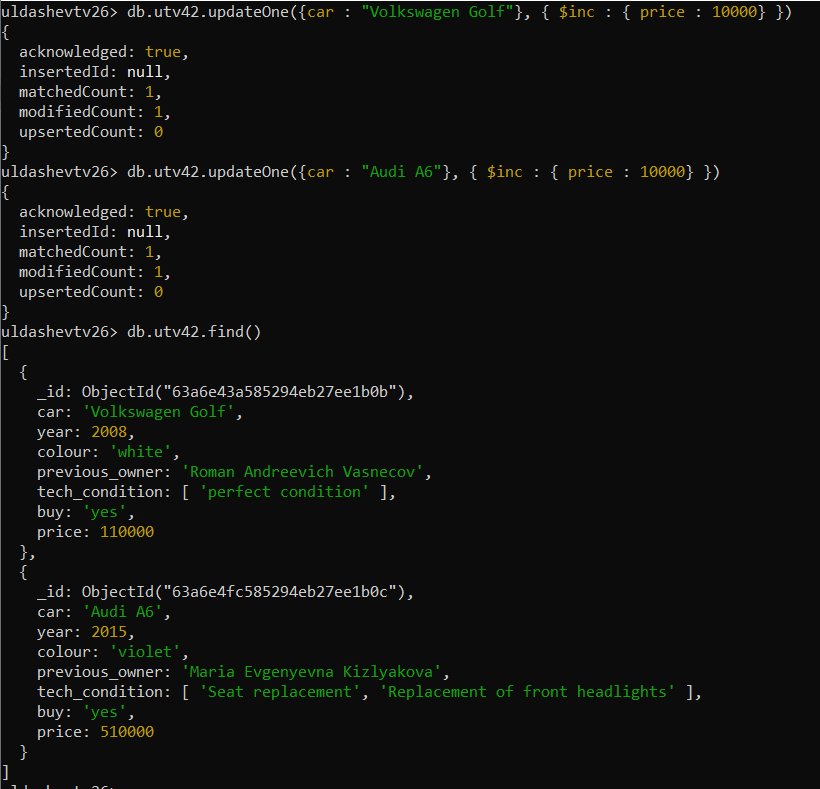 uldashevtv26> db.utv42.updateOne({car : "Volkswagen Golf"}, { $inc : { price : 10000} })
{
  acknowledged: true,
  insertedId: null,
  matchedCount: 1,
  modifiedCount: 1,
  upsertedCount: 0
}
uldashevtv26> db.utv42.updateOne({car : "Audi A6"}, { $inc : { price : 10000} })
{
  acknowledged: true,
  insertedId: null,
  matchedCount: 1,
  modifiedCount: 1,
  upsertedCount: 0
}
uldashevtv26> db.utv42.find()
[
  {
    _id: ObjectId("63a6e43a585294eb27ee1b0b"),
    car: 'Volkswagen Golf',
    year: 2008,
    colour: 'white',
    previous_owner: 'Roman Andreevich Vasnecov',
    tech_condition: [ 'perfect condition' ],
    buy: 'yes',
    price: 110000
  },
  {
    _id: ObjectId("63a6e4fc585294eb27ee1b0c"),
    car: 'Audi A6',
    year: 2015,
    colour: 'violet',
    previous_owner: 'Maria Evgenyevna Kizlyakova',
    tech_condition: [ 'Seat replacement', 'Replacement of front headlights' ],
    buy: 'yes',
    price: 510000
  }
]